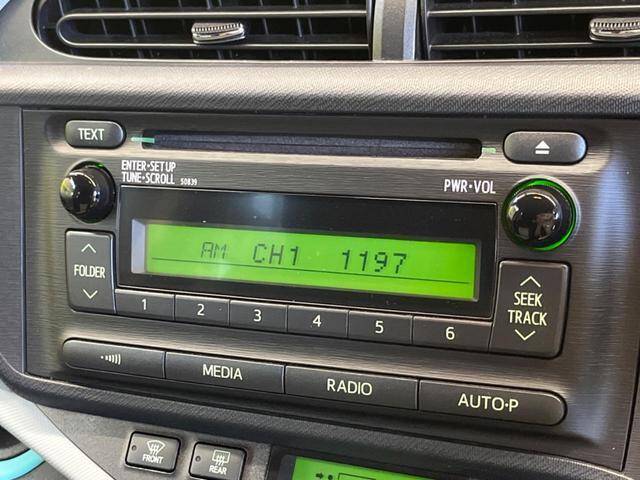 TEXT
ENTER·SETUP
TUNE·SCROLL 50839
PWR·VOL
AM CH1 1197
FOLDER
SEEK
TRACK
1 2 3 4 5 6
MEDIA
RADIO
AUTO·P
FRONT
REAR